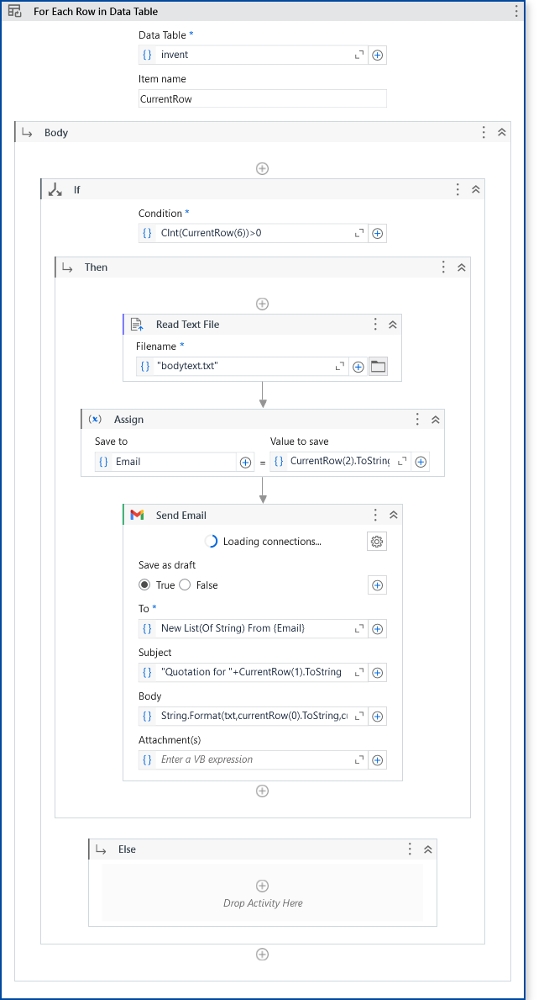 For Each Row in Data Table
Data Table *
{} invent
Item name
CurrentRow
Body
If
Condition *
{} CInt(CurrentRow(6))>0
Then
Read Text File
Filename *
{} "bodytext.txt"
(x) Assign
Save to Value to save
{} Email = {} CurrentRow(2).ToString
Send Email
Loading connections...
Save as draft
True False
To *
{} New List(Of String) From {Email}
Subject
{} "Quotation for "+CurrentRow(1).ToString
Body
{} String.Format(txt,currentRow(0).ToString,cu
Attachment(s)
{} Enter a VB expression
Else
Drop Activity Here